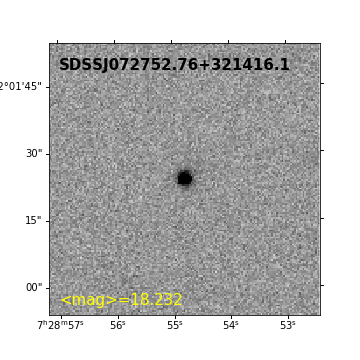 SDSSJ072752.76+321416.1
2°01'45"
30"
15"
00"
<mag>=18.232
7ʰ28ᵐ57ˢ 56ˢ 55ˢ 54ˢ 53ˢ